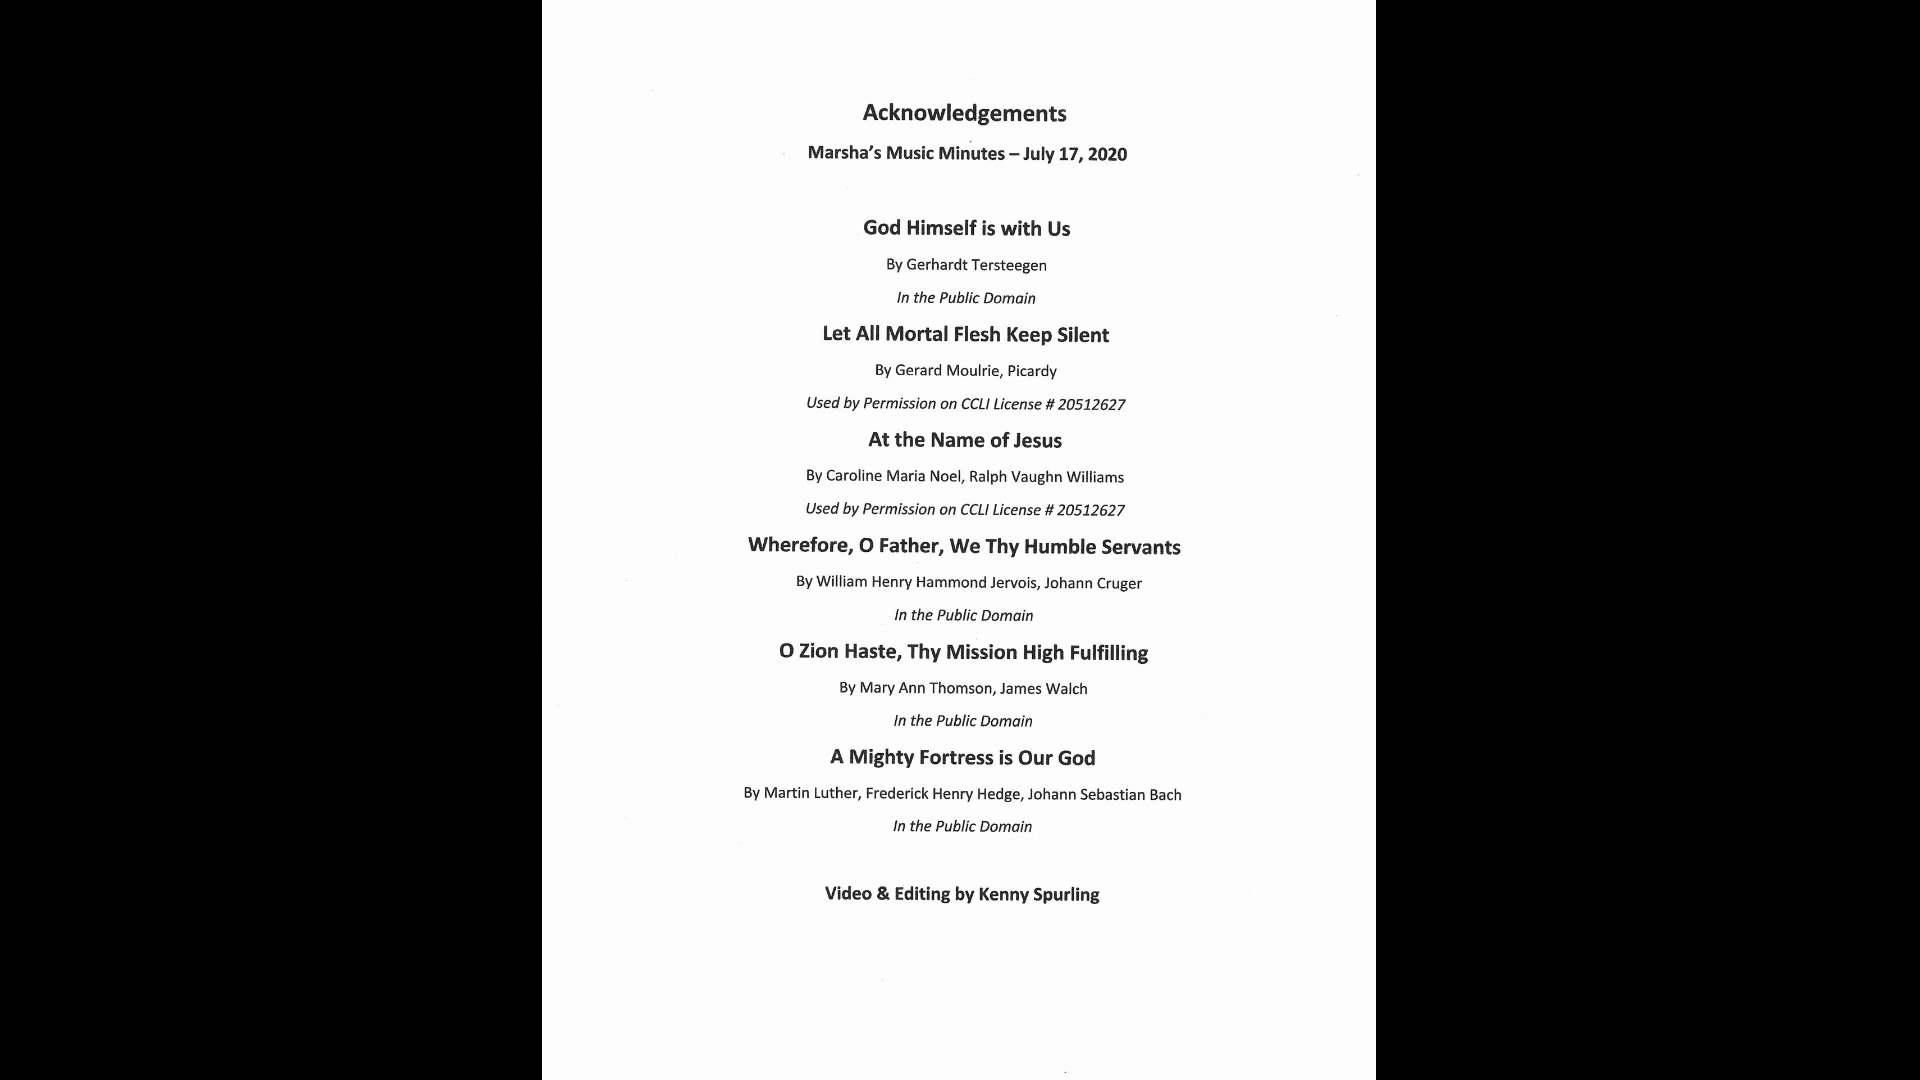 Acknowledgements
Marsha's Music Minutes – July 17, 2020
God Himself is with Us
By Gerhardt Tersteegen
In the Public Domain
Let All Mortal Flesh Keep Silent
By Gerard Moulrie, Picardy
Used by Permission on CCLI License # 20512627
At the Name of Jesus
By Caroline Maria Noel, Ralph Vaughn Williams
Used by Permission on CCLI License # 20512627
Wherefore, O Father, We Thy Humble Servants
By William Henry Hammond Jervois, Johann Cruger
In the Public Domain
O Zion Haste, Thy Mission High Fulfilling
By Mary Ann Thomson, James Walch
In the Public Domain
A Mighty Fortress is Our God
By Martin Luther, Frederick Henry Hedge, Johann Sebastian Bach
In the Public Domain
Video & Editing by Kenny Spurling